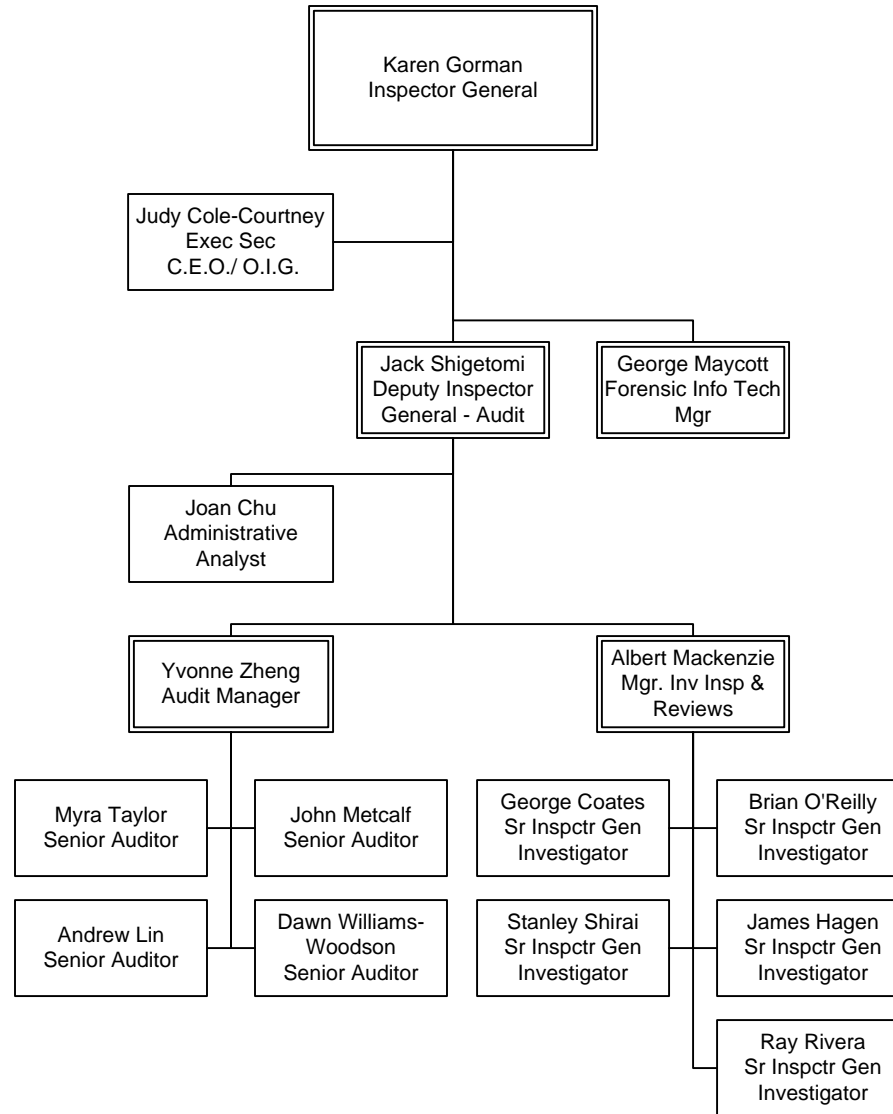 Karen Gorman
Inspector General
Judy Cole-Courtney
Exec Sec
C.E.O./ O.I.G.
Jack Shigetomi
Deputy Inspector
General - Audit
George Maycott
Forensic Info Tech
Mgr
Joan Chu
Administrative
Analyst
Yvonne Zheng
Audit Manager
Albert Mackenzie
Mgr. Inv Insp &
Reviews
Myra Taylor
Senior Auditor
John Metcalf
Senior Auditor
George Coates
Sr Inspctr Gen
Investigator
Brian O'Reilly
Sr Inspctr Gen
Investigator
Andrew Lin
Senior Auditor
Dawn Williams-
Woodson
Senior Auditor
Stanley Shirai
Sr Inspctr Gen
Investigator
James Hagen
Sr Inspctr Gen
Investigator
Ray Rivera
Sr Inspctr Gen
Investigator